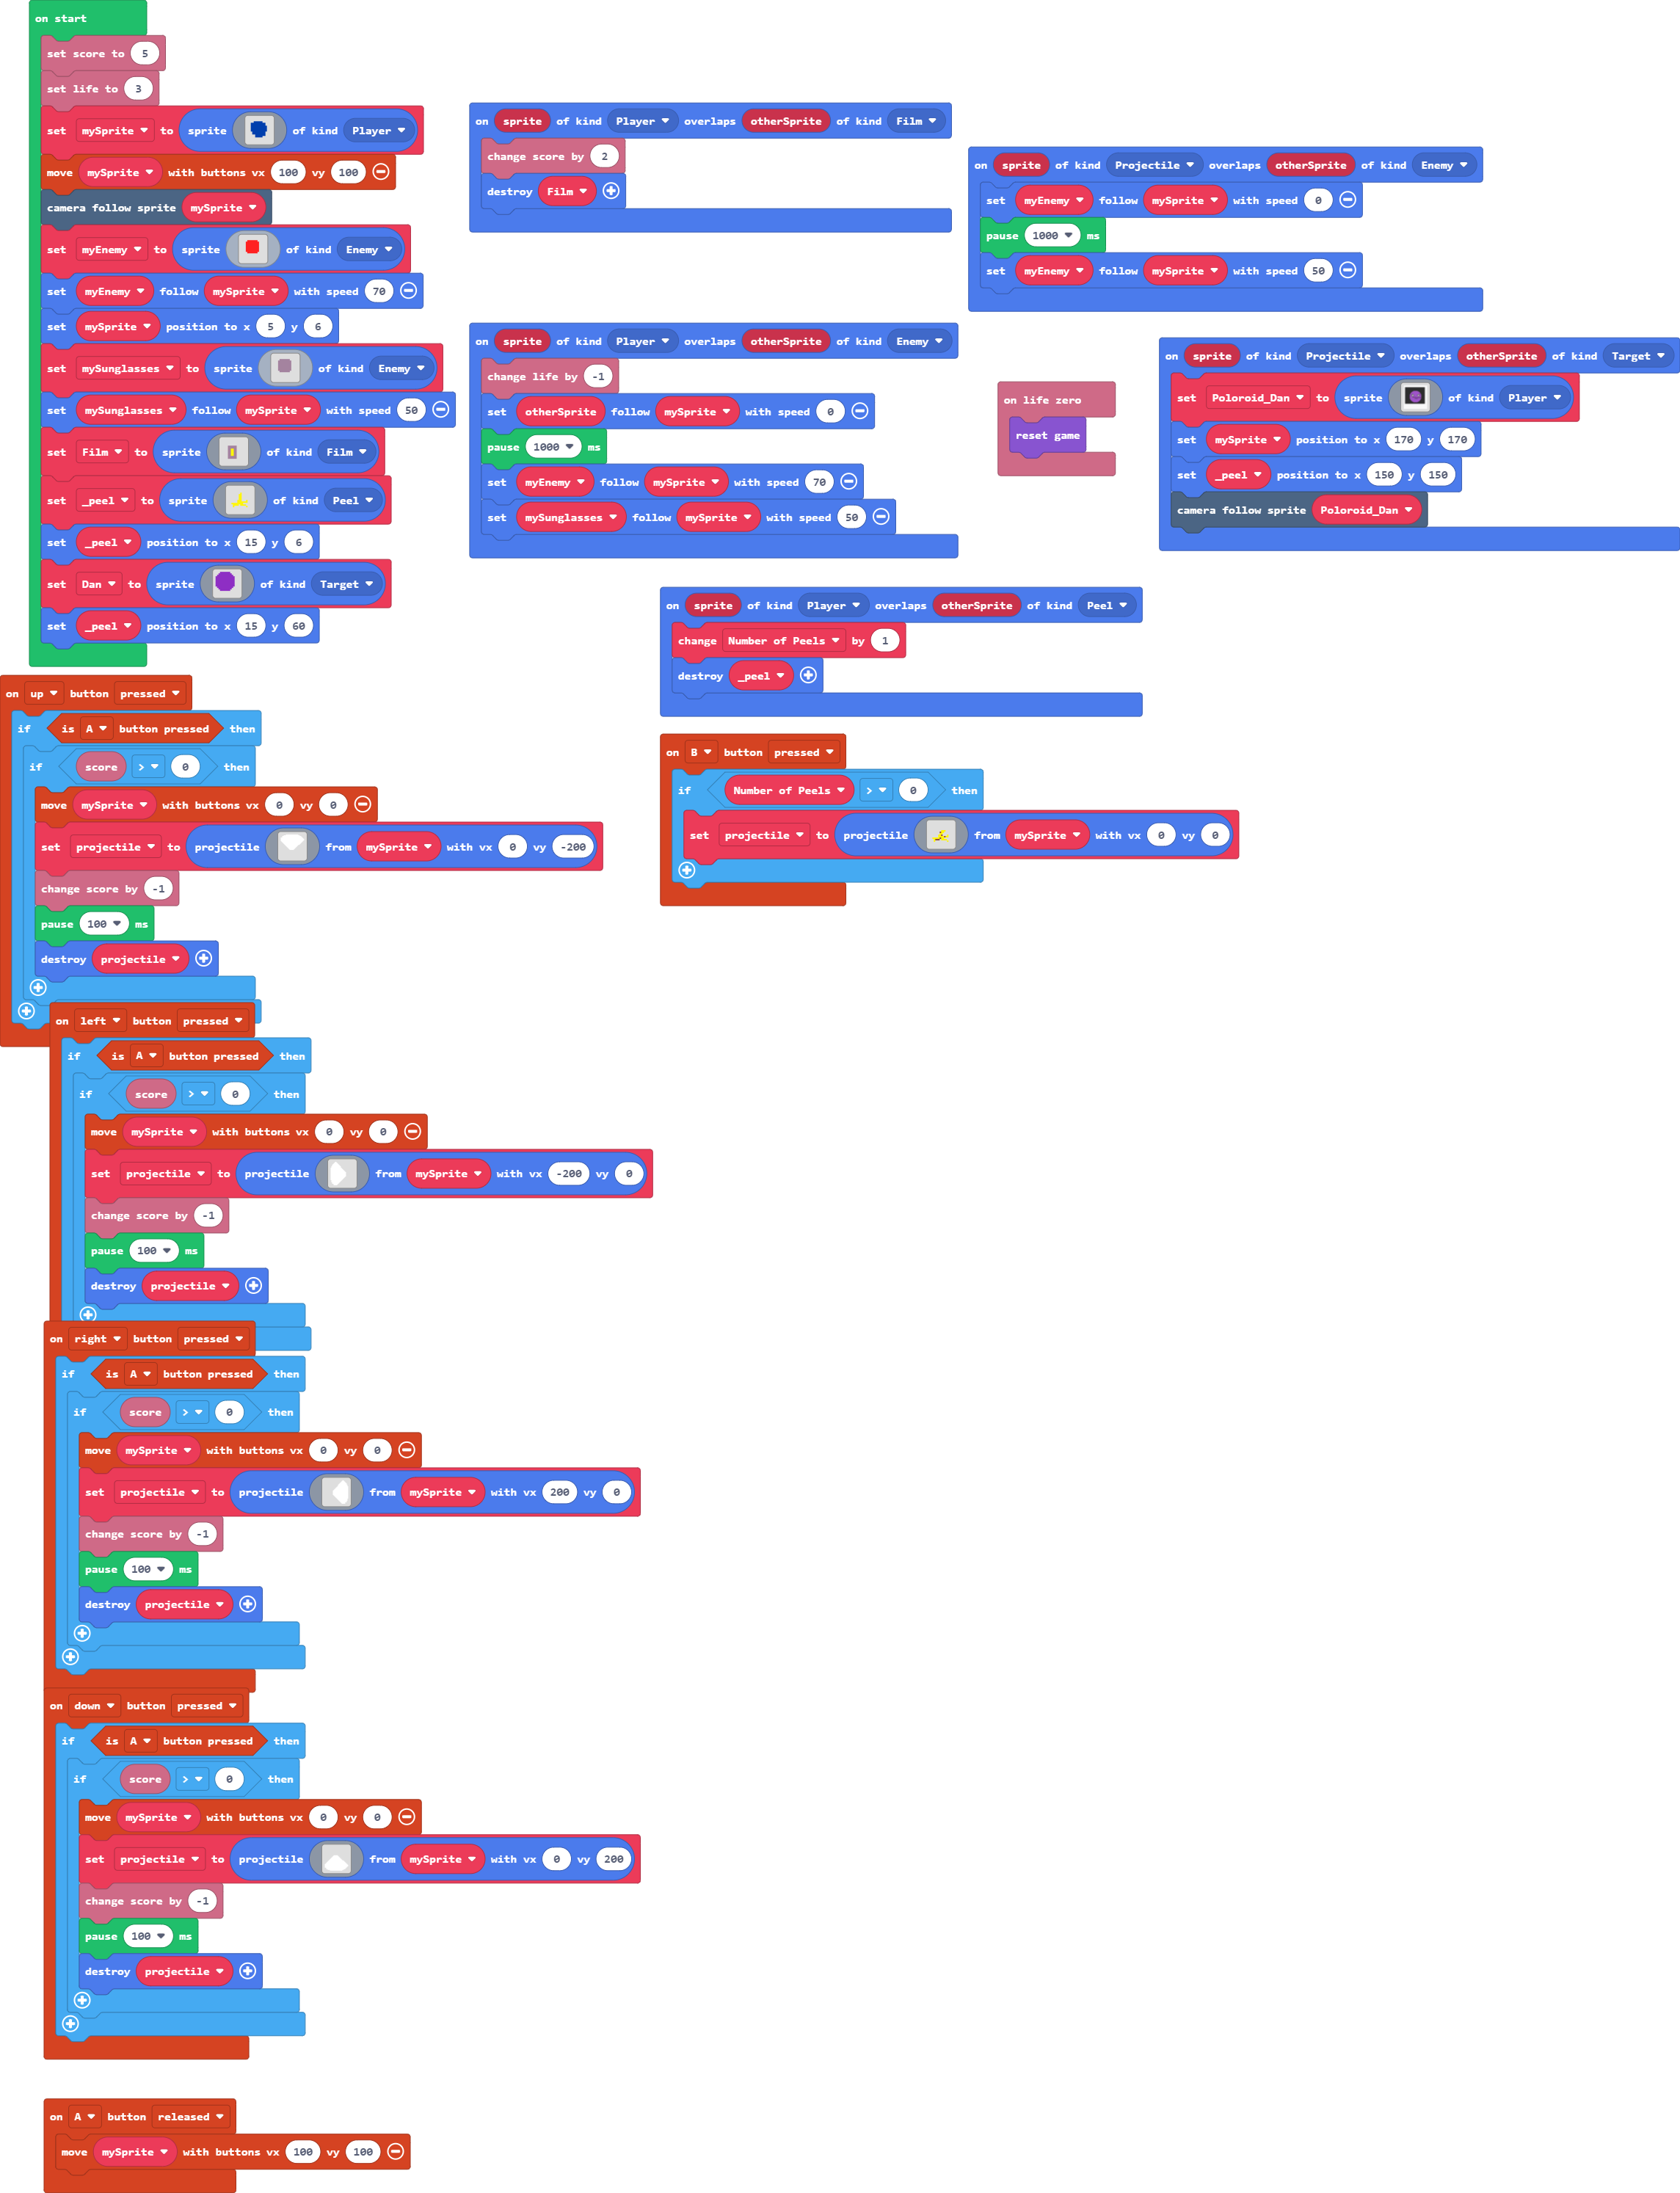 on start
set score to 5
set life to 3
set mySprite to sprite of kind Player
move mySprite with buttons vx 100 vy 100
camera follow sprite mySprite
set myEnemy to sprite of kind Enemy
set myEnemy follow mySprite with speed 70
set mySprite position to x 5 y 6
set mySunglasses to sprite of kind Enemy
set mySunglasses follow mySprite with speed 50
set Film to sprite of kind Film
set _peel to sprite of kind Peel
set _peel position to x 15 y 6
set Dan to sprite of kind Target
set _peel position to x 15 y 60
on sprite of kind Player overlaps otherSprite of kind Film
change score by 2
destroy Film
on sprite of kind Projectile overlaps otherSprite of kind Enemy
set myEnemy follow mySprite with speed 0
pause 1000 ms
set myEnemy follow mySprite with speed 50
on sprite of kind Player overlaps otherSprite of kind Enemy
change life by -1
set otherSprite follow mySprite with speed 0
pause 1000 ms
set myEnemy follow mySprite with speed 70
set mySunglasses follow mySprite with speed 50
on life zero
reset game
on sprite of kind Projectile overlaps otherSprite of kind Target
set Poloroid_Dan to sprite of kind Player
set mySprite position to x 170 y 170
set _peel position to x 150 y 150
camera follow sprite Poloroid_Dan
on sprite of kind Player overlaps otherSprite of kind Peel
change Number of Peels by 1
destroy _peel
on B button pressed
if Number of Peels > 0 then
set projectile to projectile from mySprite with vx 0 vy 0
on up button pressed
if is A button pressed then
if score > 0 then
move mySprite with buttons vx 0 vy 0
set projectile to projectile from mySprite with vx 0 vy -200
change score by -1
pause 100 ms
destroy projectile
on left button pressed
if is A button pressed then
if score > 0 then
move mySprite with buttons vx 0 vy 0
set projectile to projectile from mySprite with vx -200 vy 0
change score by -1
pause 100 ms
destroy projectile
on right button pressed
if is A button pressed then
if score > 0 then
move mySprite with buttons vx 0 vy 0
set projectile to projectile from mySprite with vx 200 vy 0
change score by -1
pause 100 ms
destroy projectile
on down button pressed
if is A button pressed then
if score > 0 then
move mySprite with buttons vx 0 vy 0
set projectile to projectile from mySprite with vx 0 vy 200
change score by -1
pause 100 ms
destroy projectile
on A button released
move mySprite with buttons vx 100 vy 100